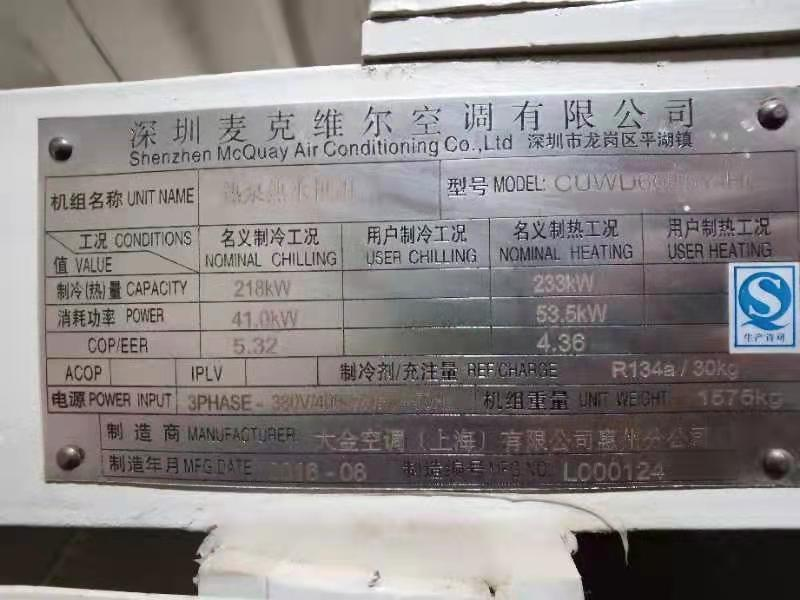 深圳麦克维尔空调有限公司
Shenzhen McQuay Air Conditioning Co.,Ltd 深圳市龙岗区平湖镇
机组名称 UNIT NAME 热泵热水机组 型号 MODEL:
工况 CONDITIONS 名义制冷工况 用户制冷工况 名义制热工况 用户制热工况
值 VALUE NOMINAL CHILLING USER CHILLING NOMINAL HEATING USER HEATING
制冷(热)量 CAPACITY 218kW 233kW
消耗功率 POWER 41.0kW 53.5kW
COP/EER 5.32 4.36
生产许可
ACOP IPLV 制冷剂/充注量 REF/CHARGE R134a / 30kg
电源 POWER INPUT 3PHASE - 机组重量 UNIT WEIGHT 1575kg
制造商 MANUFACTURER: 大金空调（上海）有限公司惠州分公司
制造年月 MFG DATE 2016-06 制造编号 MFG NO: L000124